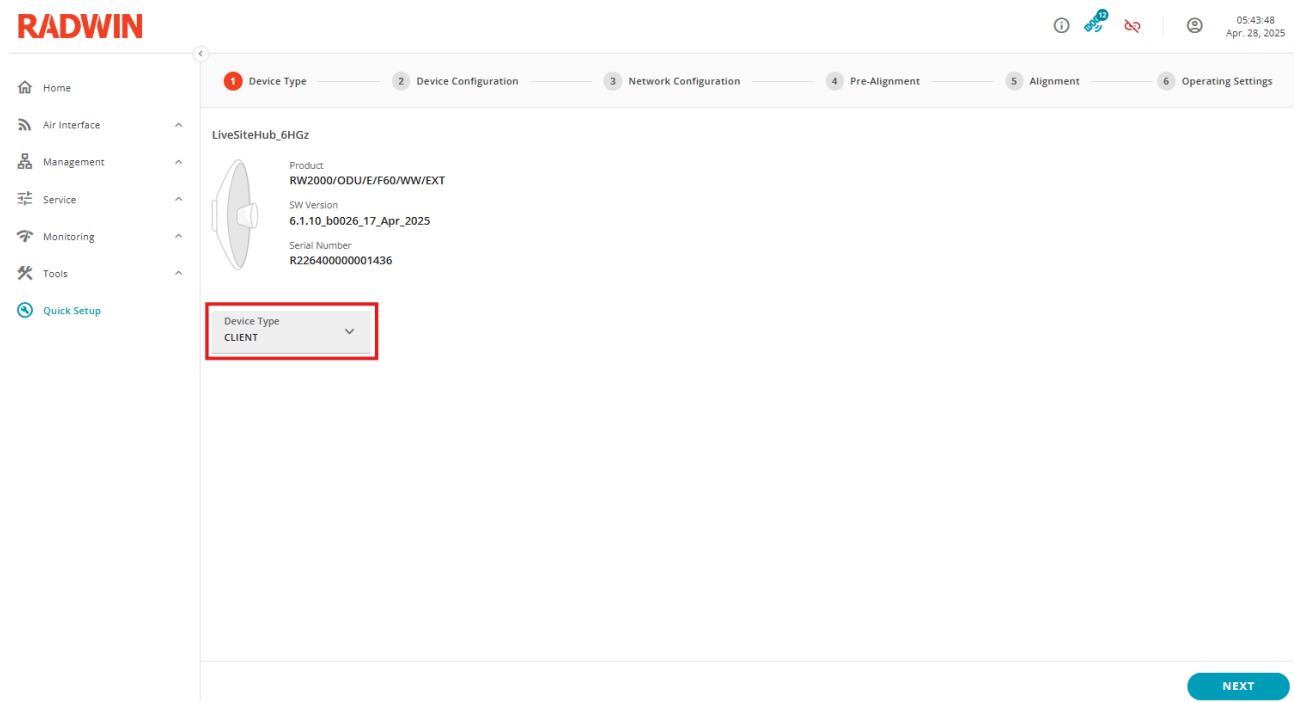 RADWIN
12
05:43:48
Apr. 28, 2025
1 Device Type
2 Device Configuration
3 Network Configuration
4 Pre-Alignment
5 Alignment
6 Operating Settings
Home
Air Interface
Management
Service
Monitoring
Tools
Quick Setup
LiveSiteHub_6HGz
Product
RW2000/ODU/E/F60/WW/EXT
SW Version
6.1.10_b0026_17_Apr_2025
Serial Number
R226400000001436
Device Type
CLIENT
NEXT